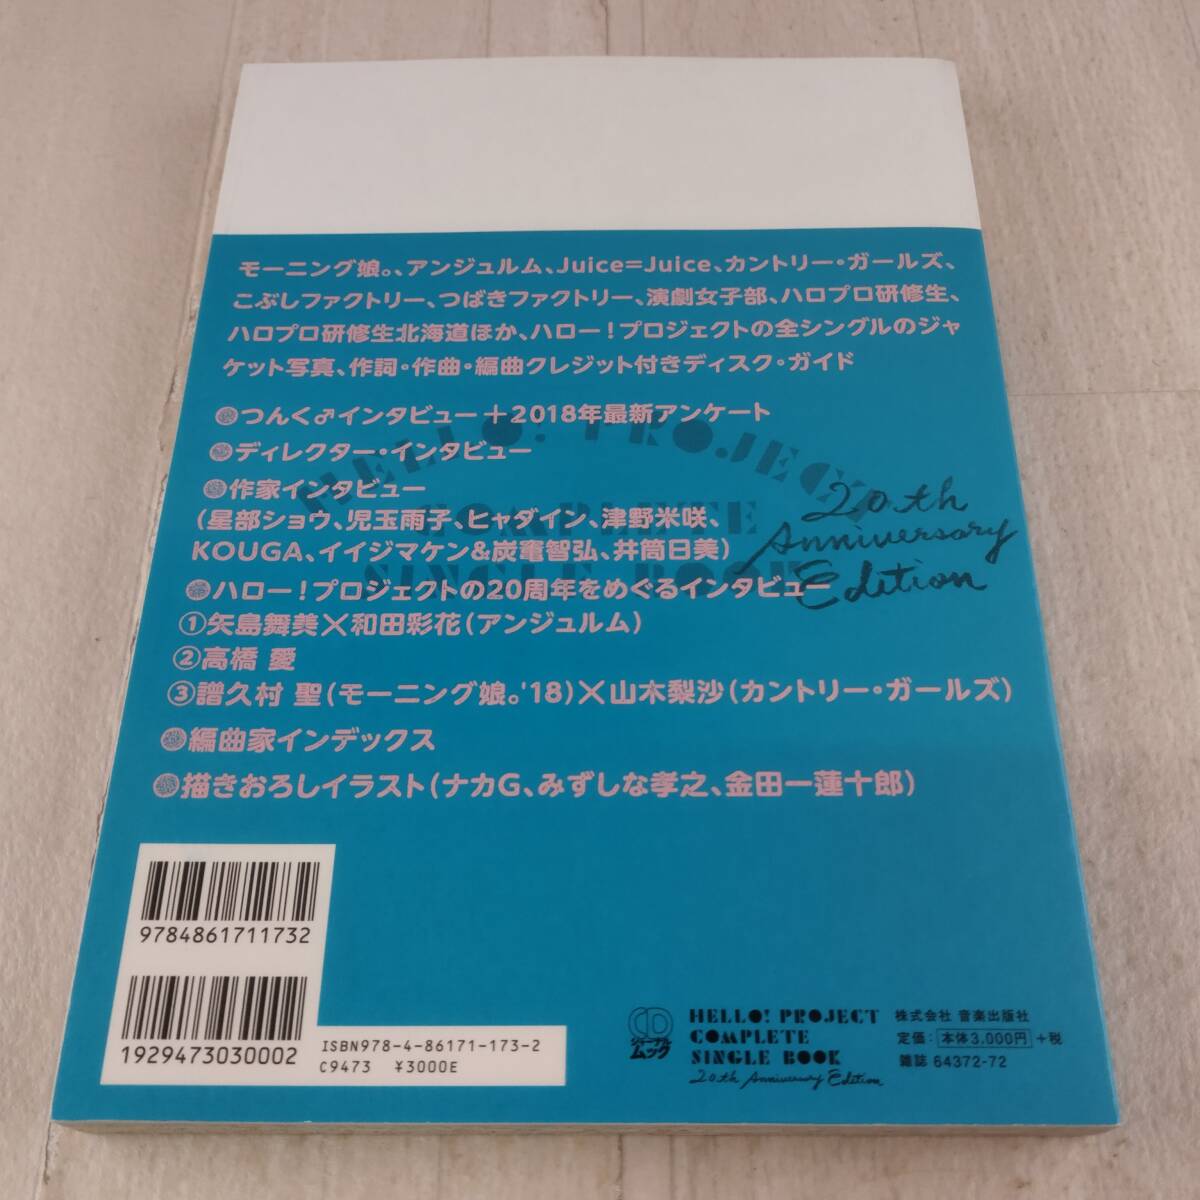 モーニング娘。、アンジュルム、Juice=Juice、カントリー・ガールズ、
こぶしファクトリー、つばきファクトリー、演劇女子部、ハロプロ研修生、
ハロプロ研修生北海道ほか、ハロー！プロジェクトの全シングルのジャ
ケット写真、作詞・作曲・編曲クレジット付きディスク・ガイド
●つんく♂インタビュー＋2018年最新アンケート
●ディレクター・インタビュー
●作家インタビュー
（星部ショウ、児玉雨子、ヒャダイン、津野米咲、
KOUGA、イイジマケン&炭竃智弘、井筒日美）
●ハロー！プロジェクトの20周年をめぐるインタビュー
①矢島舞美×和田彩花（アンジュルム）
②高橋 愛
③譜久村 聖（モーニング娘。'18）×山木梨沙（カントリー・ガールズ）
●編曲家インデックス
●描きおろしイラスト（ナカG、みずしな孝之、金田一蓮十郎）
HELLO! PROJECT
COMPLETE
SINGLE BOOK
20th
Anniversary
Edition
9784861711732
1929473030002
ISBN978-4-86171-173-2
C9473 ¥3000E
CD
ジャーナル
ムック
HELLO! PROJECT
COMPLETE
SINGLE BOOK
20th Anniversary Edition
株式会社 音楽出版社
定価：本体3,000円+税
雑誌 64372-72